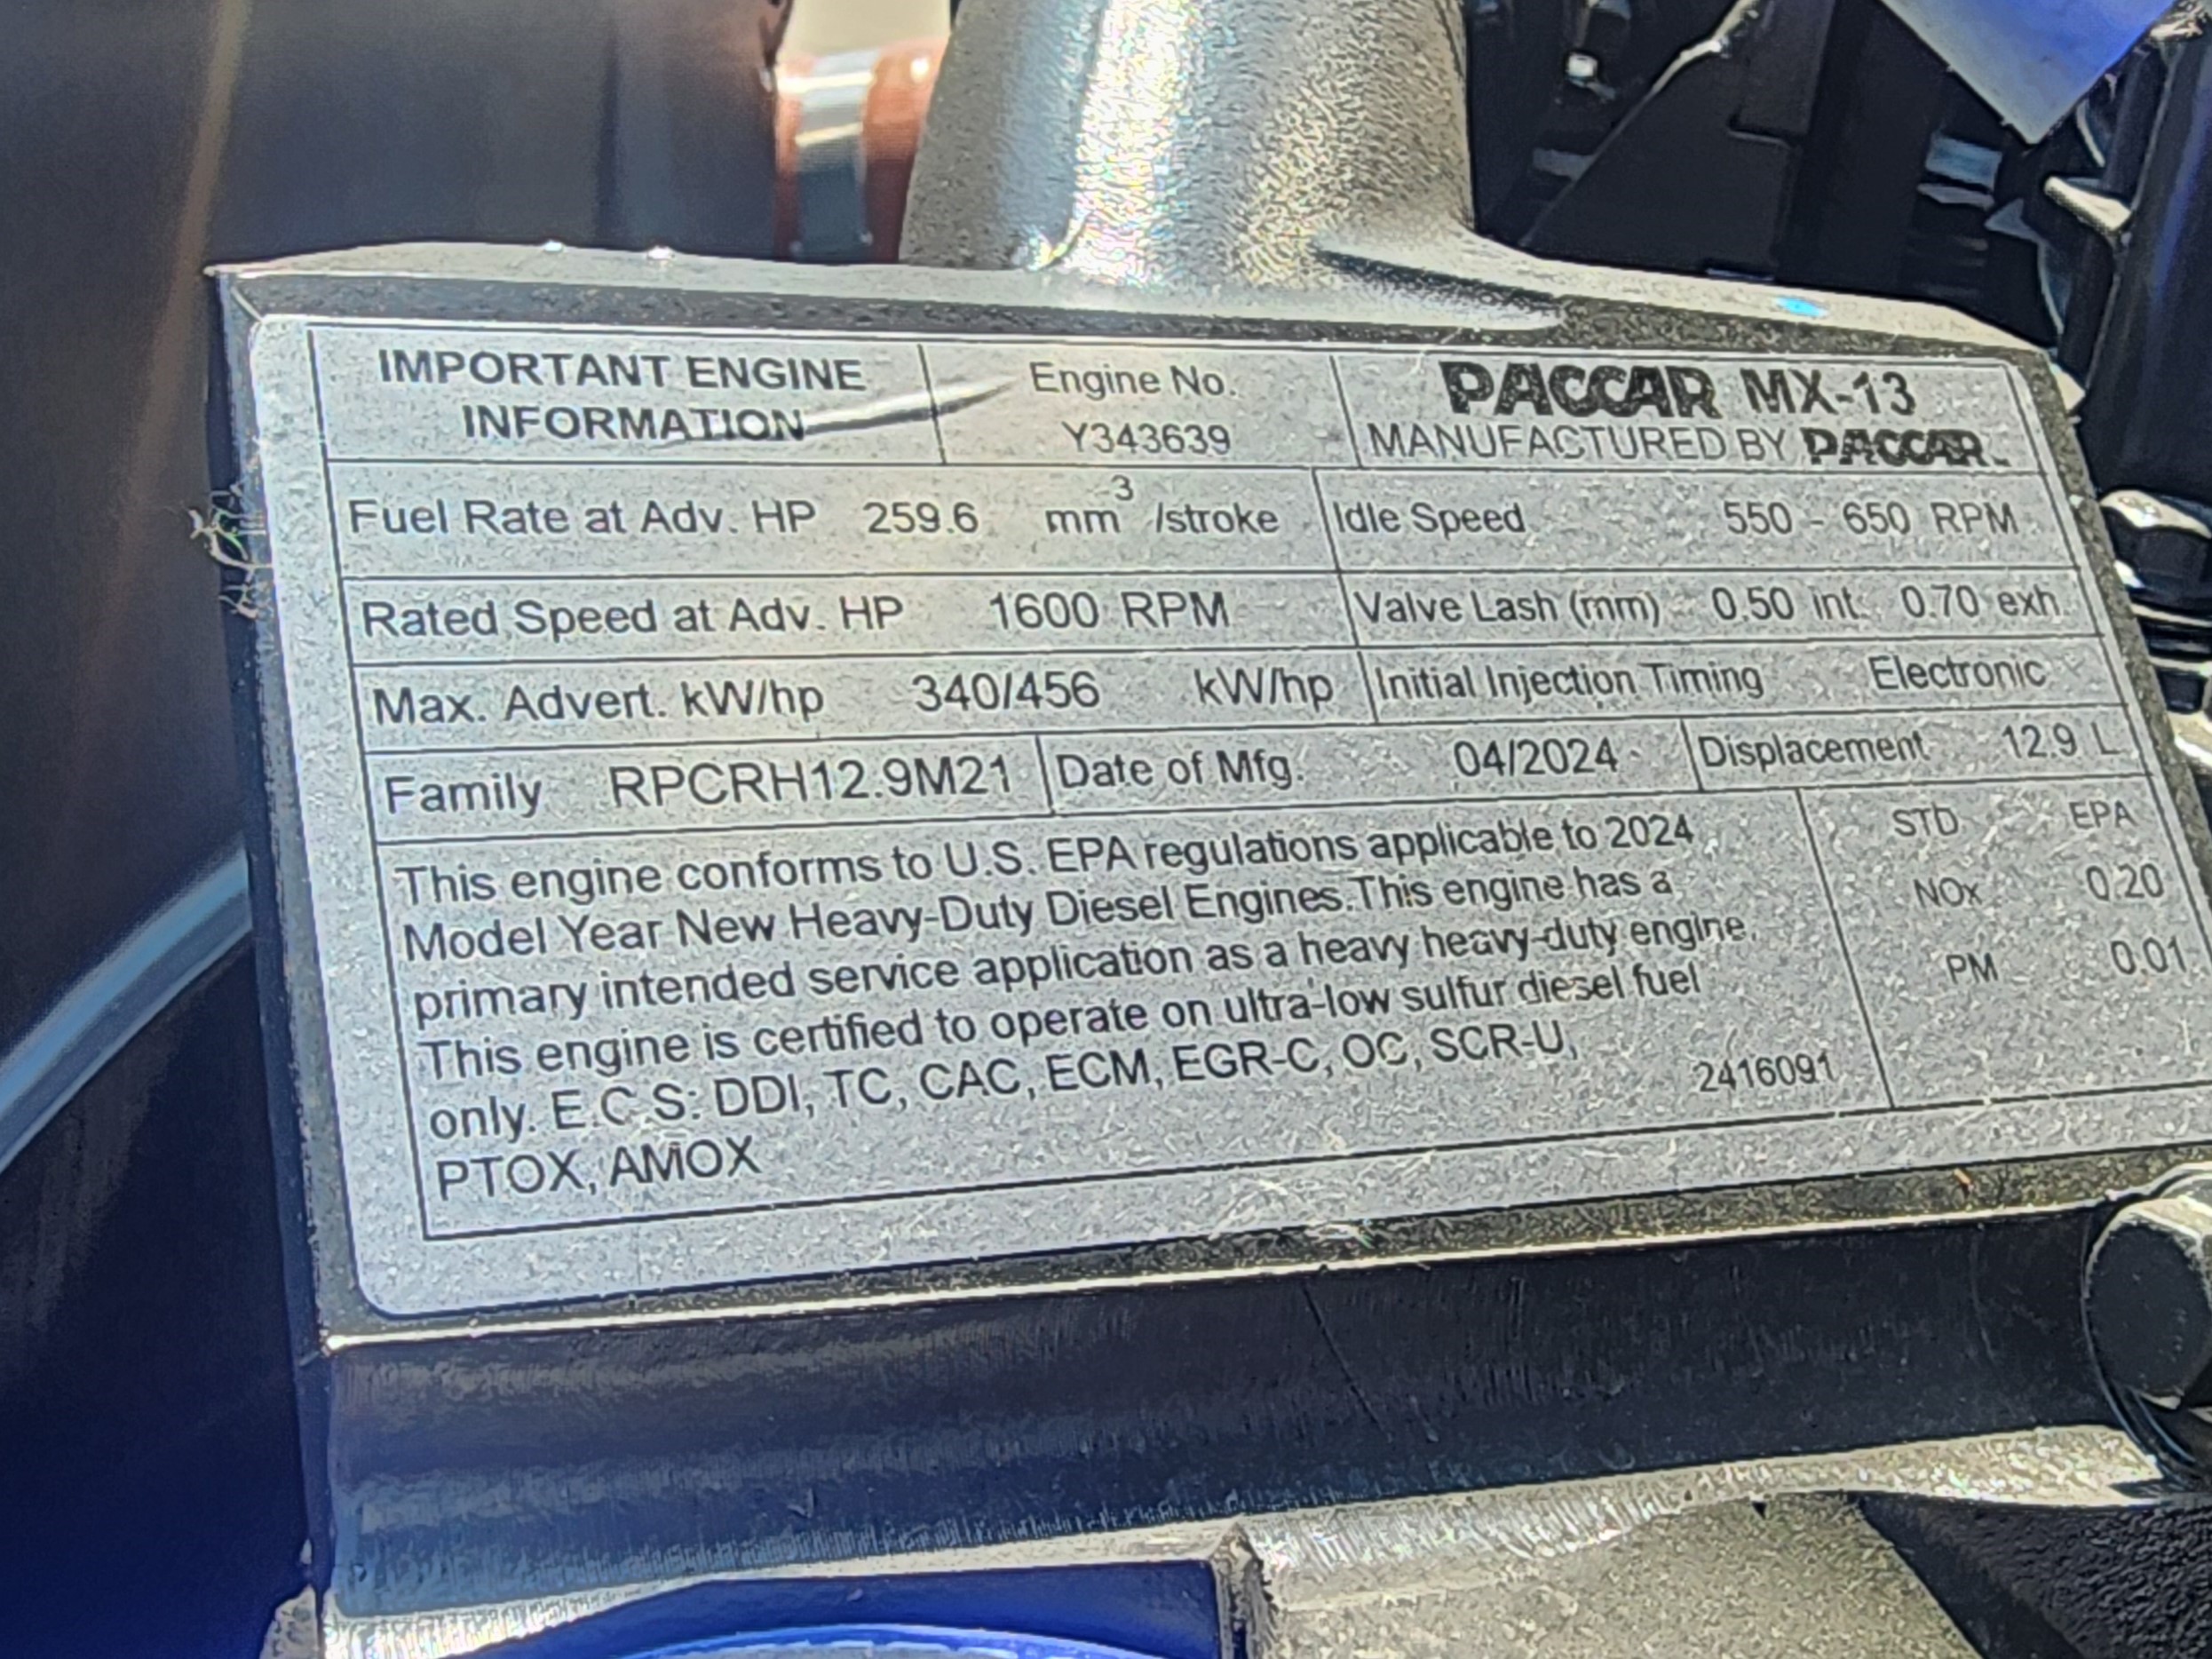 IMPORTANT ENGINE
INFORMATION
Engine No.
Y343639
PACCAR MX-13
MANUFACTURED BY PACCAR
Fuel Rate at Adv. HP 259.6 mm³ /stroke
Idle Speed 550 - 650 RPM
Rated Speed at Adv. HP 1600 RPM
Valve Lash (mm) 0.50 int. 0.70 exh.
Max. Advert. kW/hp 340/456 kW/hp
Initial Injection Timing Electronic
Family RPCRH12.9M21
Date of Mfg. 04/2024
Displacement 12.9 L
This engine conforms to U.S. EPA regulations applicable to 2024
Model Year New Heavy-Duty Diesel Engines.This engine has a
primary intended service application as a heavy heavy-duty engine.
This engine is certified to operate on ultra-low sulfur diesel fuel
only. E.C.S: DDI, TC, CAC, ECM, EGR-C, OC, SCR-U,
PTOX, AMOX
2416091
STD EPA
NOx 0.20
PM 0.01